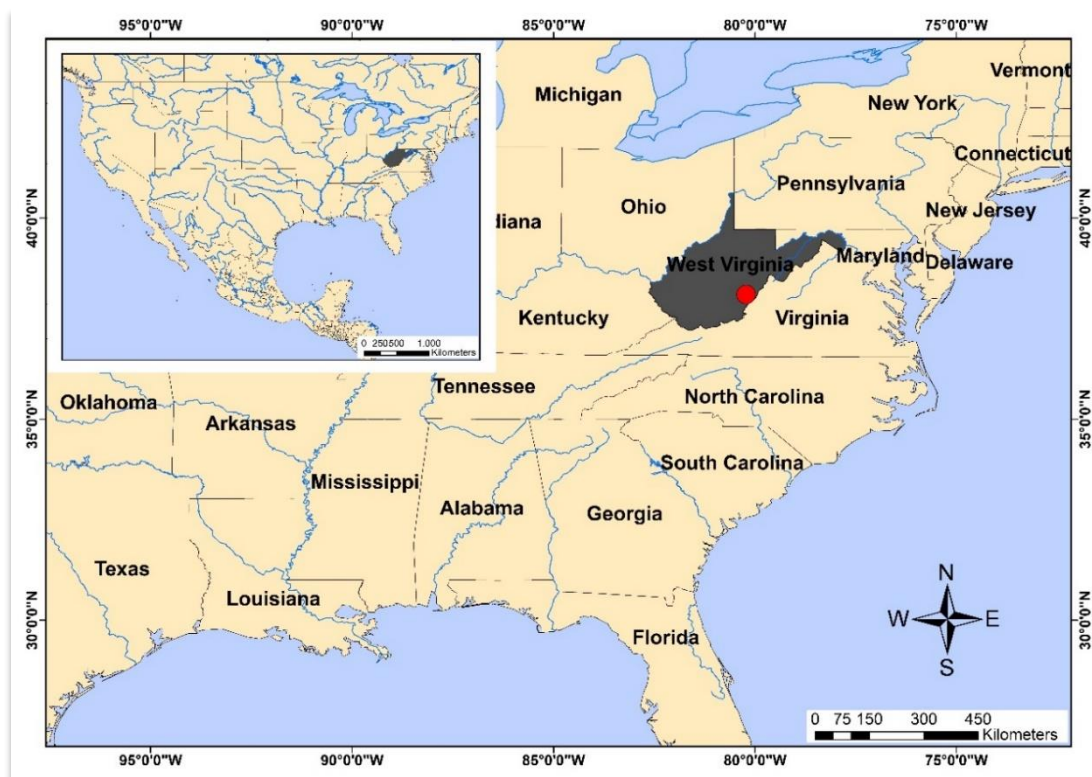 95°0'0"W 90°0'0"W 85°0'0"W 80°0'0"W 75°0'0"W
Vermont
Michigan
New York
Connecticut
Pennsylvania
40°0'0"N
Ohio
New Jersey
40°0'0"N
diana
West Virginia
Maryland
Delaware
Kentucky
Virginia
0 250500 1.000
Kilometers
Tennessee
Oklahoma
North Carolina
35°0'0"N
Arkansas
35°0'0"N
South Carolina
Mississippi
Alabama
Georgia
Texas
Louisiana
30°0'0"N
Florida
N
W E
S
30°0'0"N
0 75 150 300 450
Kilometers
95°0'0"W 90°0'0"W 85°0'0"W 80°0'0"W 75°0'0"W